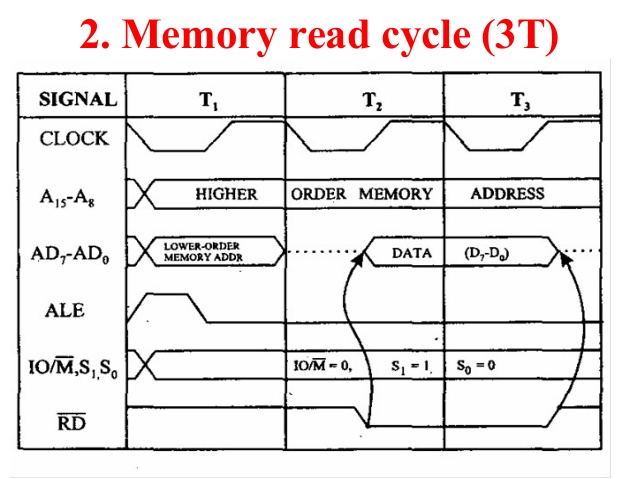 2. Memory read cycle (3T)
SIGNAL T₁ T₂ T₃
CLOCK
A₁₅-A₈ HIGHER ORDER MEMORY ADDRESS
AD₇-AD₀ LOWER-ORDER MEMORY ADDR DATA (D₇-D₀)
ALE
IO/M̅,S₁,S₀ IO/M̅ = 0, S₁ = 1, S₀ = 0
R̅D̅